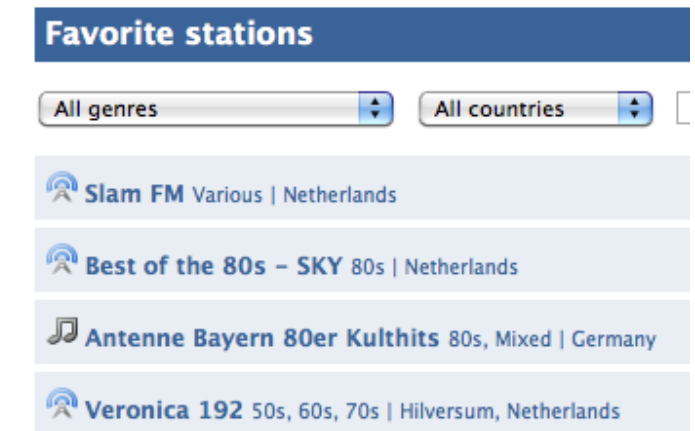 Favorite stations
All genres All countries
Slam FM Various | Netherlands
Best of the 80s – SKY 80s | Netherlands
Antenne Bayern 80er Kulthits 80s, Mixed | Germany
Veronica 192 50s, 60s, 70s | Hilversum, Netherlands